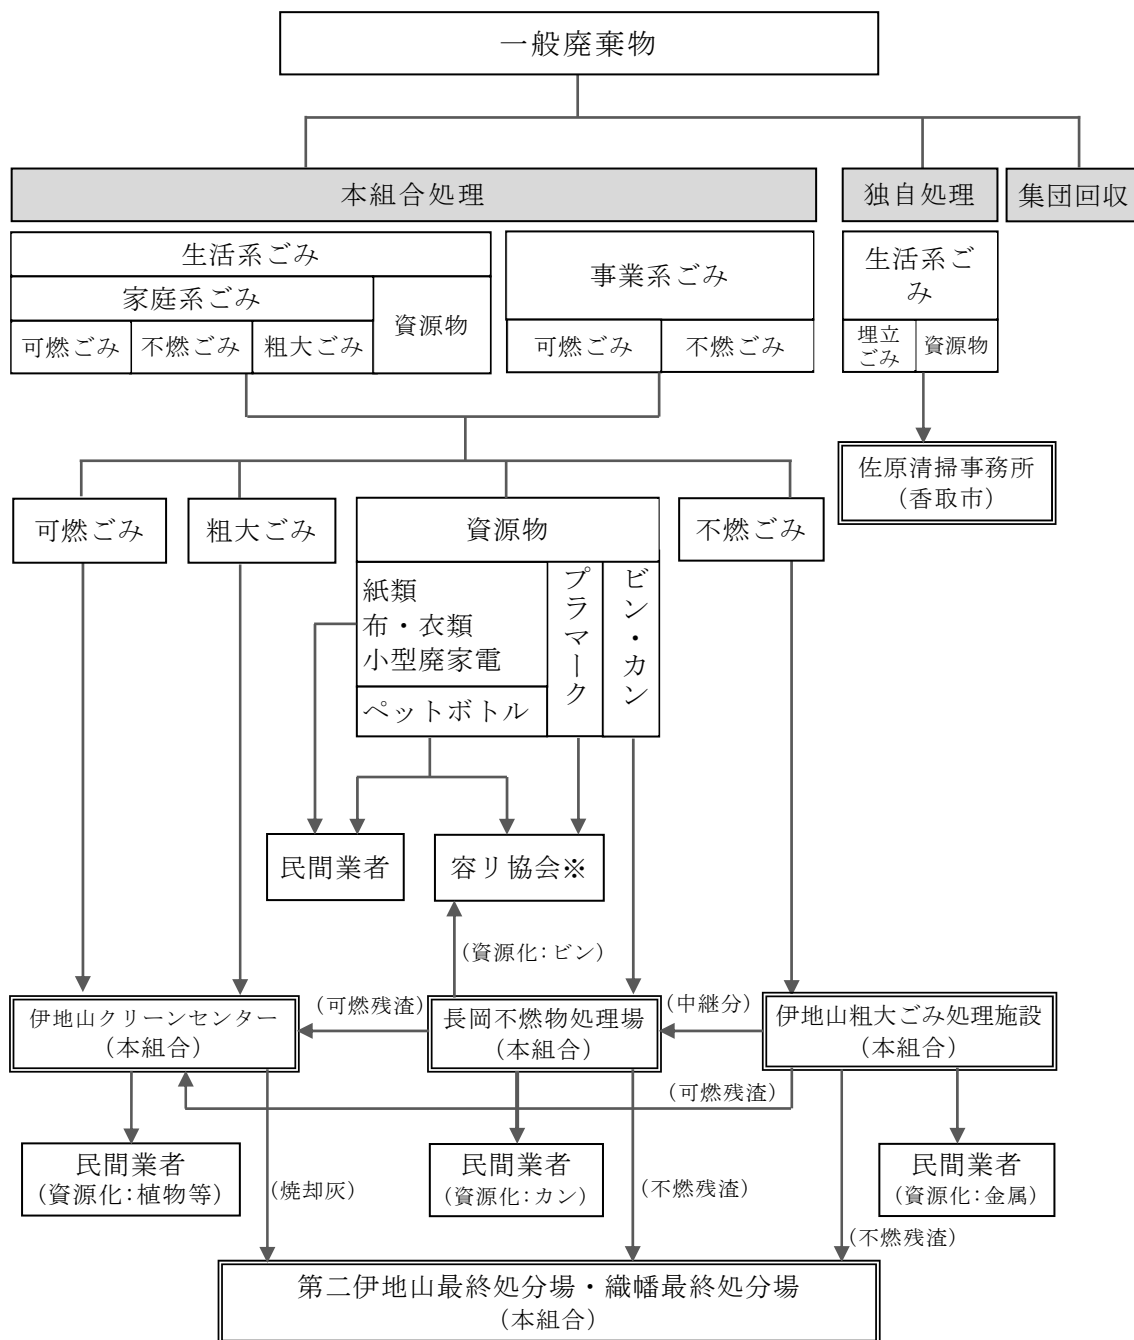 一般廃棄物
本組合処理
独自処理
集団回収
生活系ごみ
家庭系ごみ
可燃ごみ
不燃ごみ
粗大ごみ
資源物
事業系ごみ
可燃ごみ
不燃ごみ
生活系ご
み
埋立
ごみ
資源物
佐原清掃事務所
（香取市）
可燃ごみ
粗大ごみ
資源物
不燃ごみ
紙類
布・衣類
小型廃家電
ペットボトル
プラマーク
ビン・カン
民間業者
容リ協会※
（資源化：ビン）
伊地山クリーンセンター
（本組合）
（可燃残渣）
長岡不燃物処理場
（本組合）
（中継分）
伊地山粗大ごみ処理施設
（本組合）
（可燃残渣）
民間業者
（資源化：植物等）
（焼却灰）
民間業者
（資源化：カン）
（不燃残渣）
民間業者
（資源化：金属）
（不燃残渣）
第二伊地山最終処分場・織幡最終処分場
（本組合）